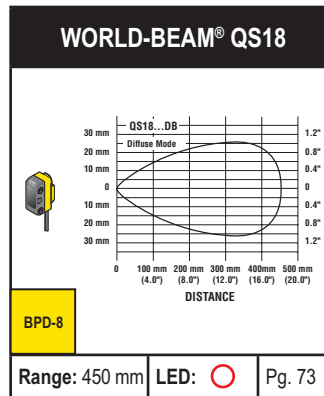 WORLD-BEAM® QS18
QS18...DB
Diffuse Mode
30 mm
20 mm
10 mm
0
10 mm
20 mm
30 mm
1.2"
0.8"
0.4"
0
0.4"
0.8"
1.2"
0 100 mm 200 mm 300 mm 400mm 500 mm
(4.0") (8.0") (12.0") (16.0") (20.0")
DISTANCE
BPD-8
Range: 450 mm LED: Pg. 73